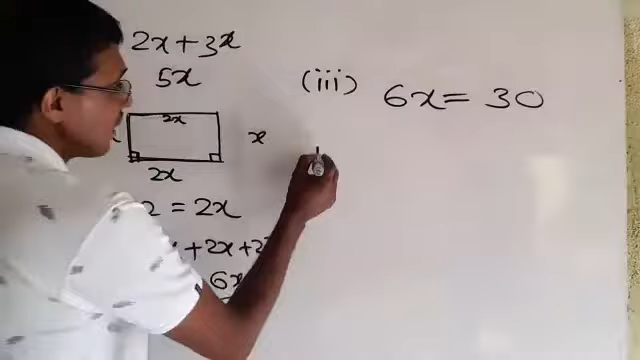 2x+3x
5x
2x
x
2x
2 = 2x
+ 2x + 2
6x
(iii) 6x = 30